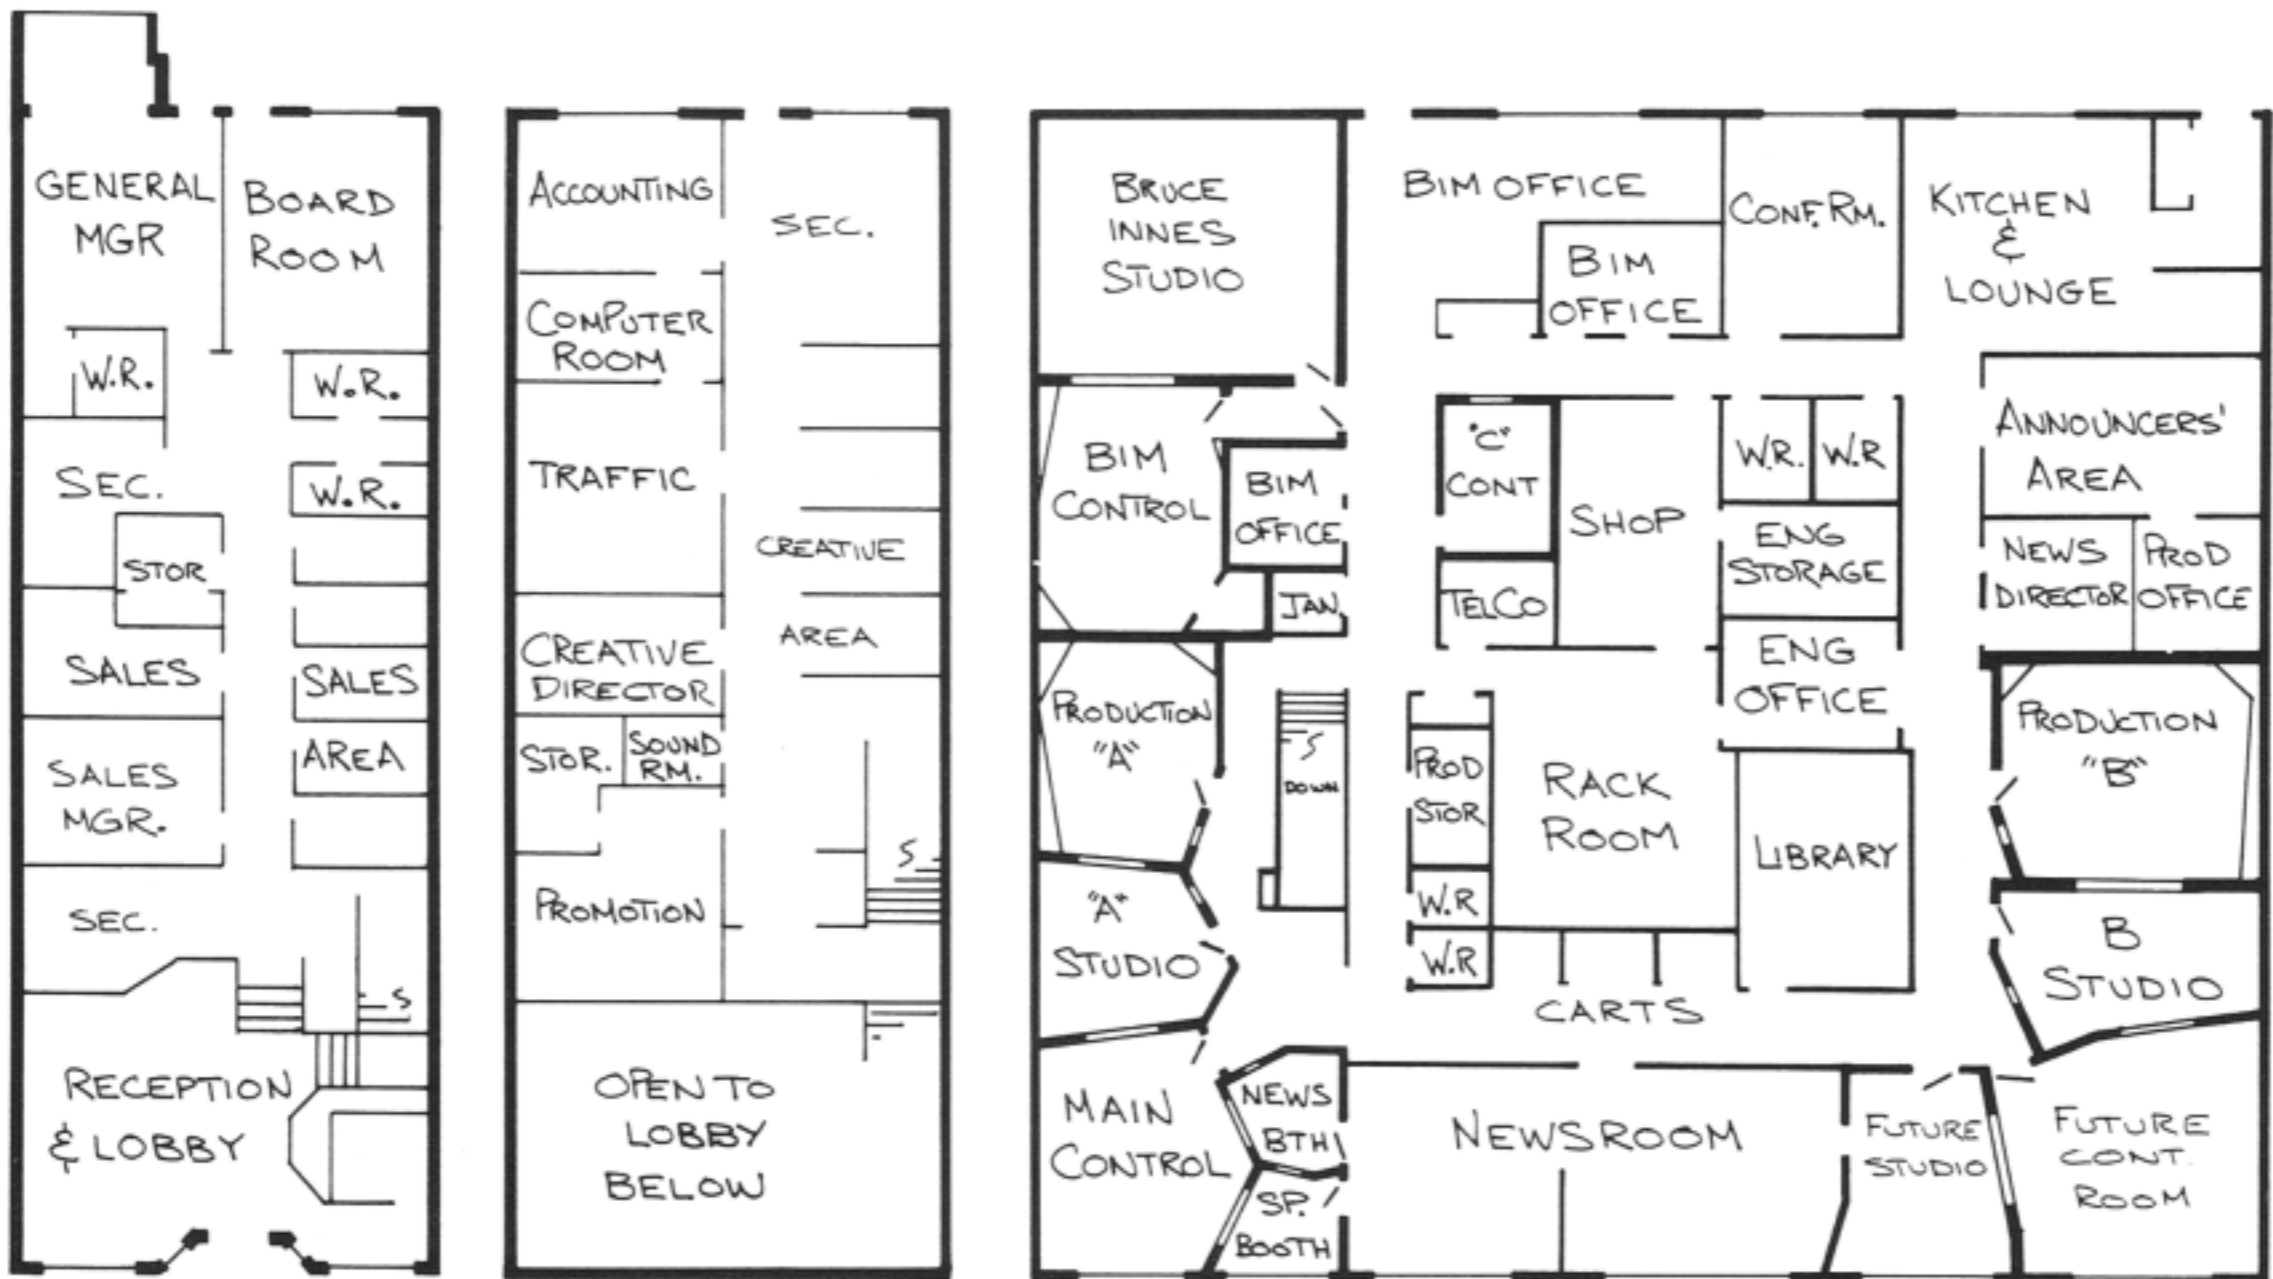 GENERAL
MGR
BOARD
ROOM
W.R.
W.R.
SEC.
W.R.
STOR
SALES
SALES
AREA
SALES
MGR.
SEC.
S
RECEPTION
& LOBBY
ACCOUNTING
SEC.
COMPUTER
ROOM
TRAFFIC
CREATIVE
AREA
CREATIVE
DIRECTOR
STOR.
SOUND
RM.
S
PROMOTION
OPEN TO
LOBBY
BELOW
BRUCE
INNES
STUDIO
BIM OFFICE
BIM
OFFICE
CONF. RM.
KITCHEN
&
LOUNGE
BIM
CONTROL
BIM
OFFICE
JAN.
"C"
CONT
TELCO
SHOP
W.R.
W.R
ENG
STORAGE
ENG
OFFICE
ANNOUNCERS'
AREA
NEWS
DIRECTOR
PROD
OFFICE
PRODUCTION
"A"
S
DOWN
PROD
STOR
W.R
W.R
RACK
ROOM
LIBRARY
PRODUCTION
"B"
"A"
STUDIO
CARTS
B
STUDIO
MAIN
CONTROL
NEWS
BTH
SP.
BOOTH
NEWSROOM
FUTURE
STUDIO
FUTURE
CONT.
ROOM